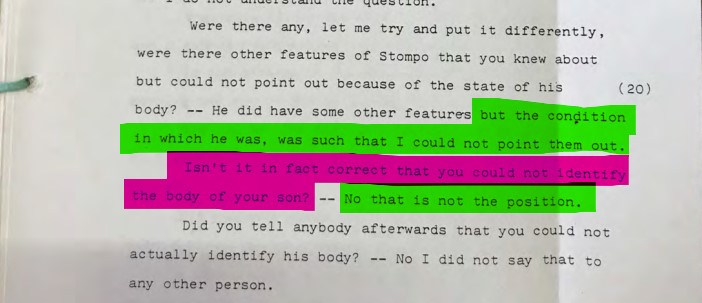 I do not understand the question.
Were there any, let me try and put it differently,
were there other features of Stompo that you knew about
but could not point out because of the state of his (20)
body? -- He did have some other features but the condition
in which he was, was such that I could not point them out.
Isn't it in fact correct that you could not identify
the body of your son? -- No that is not the position.
Did you tell anybody afterwards that you could not
actually identify his body? -- No I did not say that to
any other person.